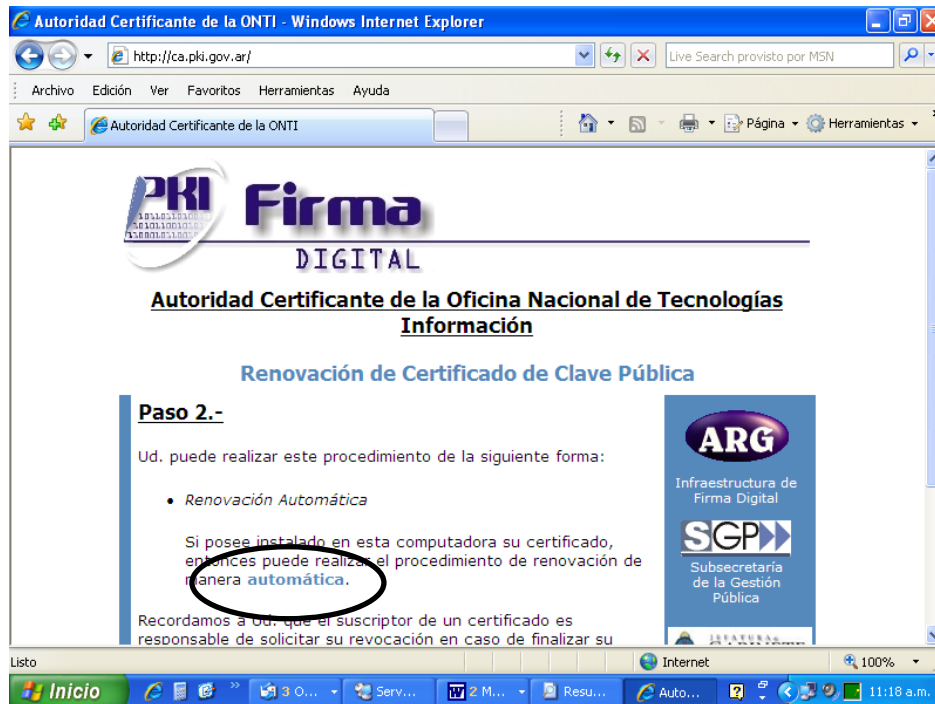 Autoridad Certificante de la ONTI - Windows Internet Explorer
http://ca.pki.gov.ar/
Live Search provisto por MSN
Archivo Edición Ver Favoritos Herramientas Ayuda
Autoridad Certificante de la ONTI
Página Herramientas
PKI Firma
DIGITAL
Autoridad Certificante de la Oficina Nacional de Tecnologías
Información
Renovación de Certificado de Clave Pública
Paso 2.-
Ud. puede realizar este procedimiento de la siguiente forma:
• Renovación Automática
Si posee instalado en esta computadora su certificado,
entonces puede realizar el procedimiento de renovación de
manera automática.
Recordamos a Ud. que el suscriptor de un certificado es
responsable de solicitar su revocación en caso de finalizar su
ARG
Infraestructura de
Firma Digital
SGP
Subsecretaría
de la Gestión
Pública
Listo
Internet
100%
Inicio
3 O...
Serv...
2 M...
Resu...
Auto...
11:18 a.m.